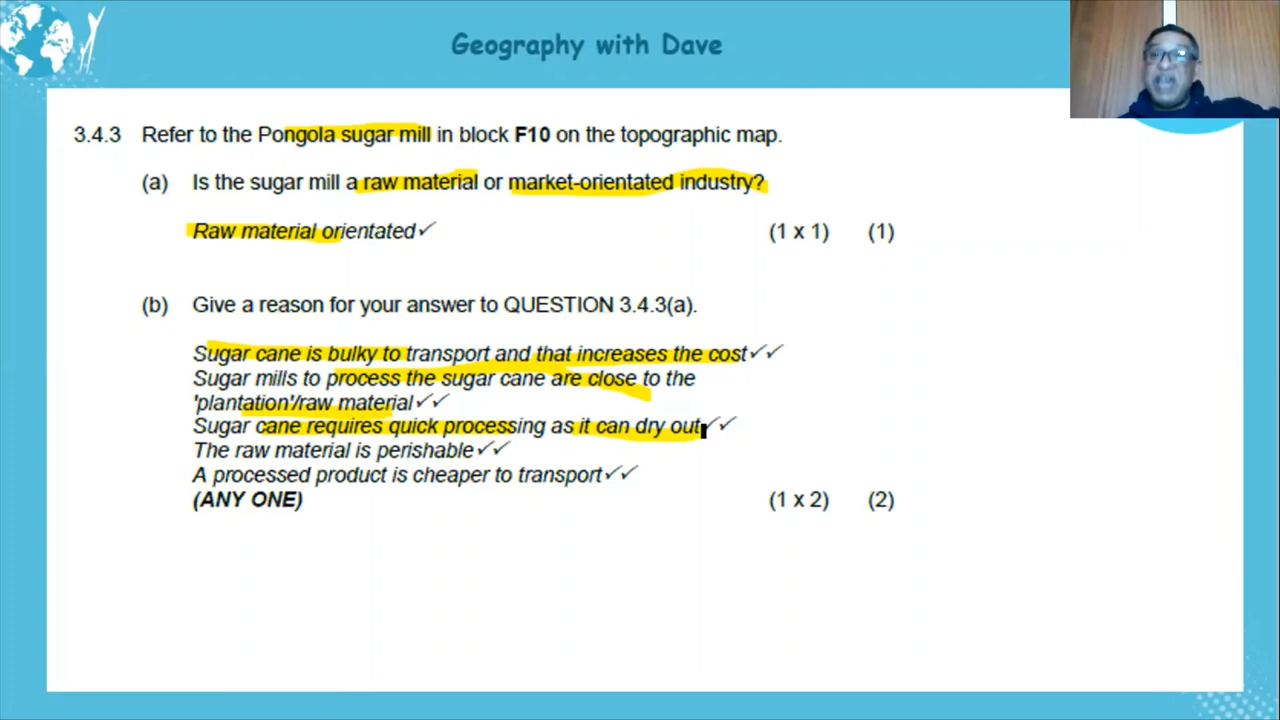 Geography with Dave
3.4.3 Refer to the Pongola sugar mill in block F10 on the topographic map.
(a) Is the sugar mill a raw material or market-orientated industry?
Raw material orientated✓ (1 x 1) (1)
(b) Give a reason for your answer to QUESTION 3.4.3(a).
Sugar cane is bulky to transport and that increases the cost✓✓
Sugar mills to process the sugar cane are close to the
'plantation'/raw material✓✓
Sugar cane requires quick processing as it can dry out✓✓
The raw material is perishable✓✓
A processed product is cheaper to transport✓✓
(ANY ONE) (1 x 2) (2)